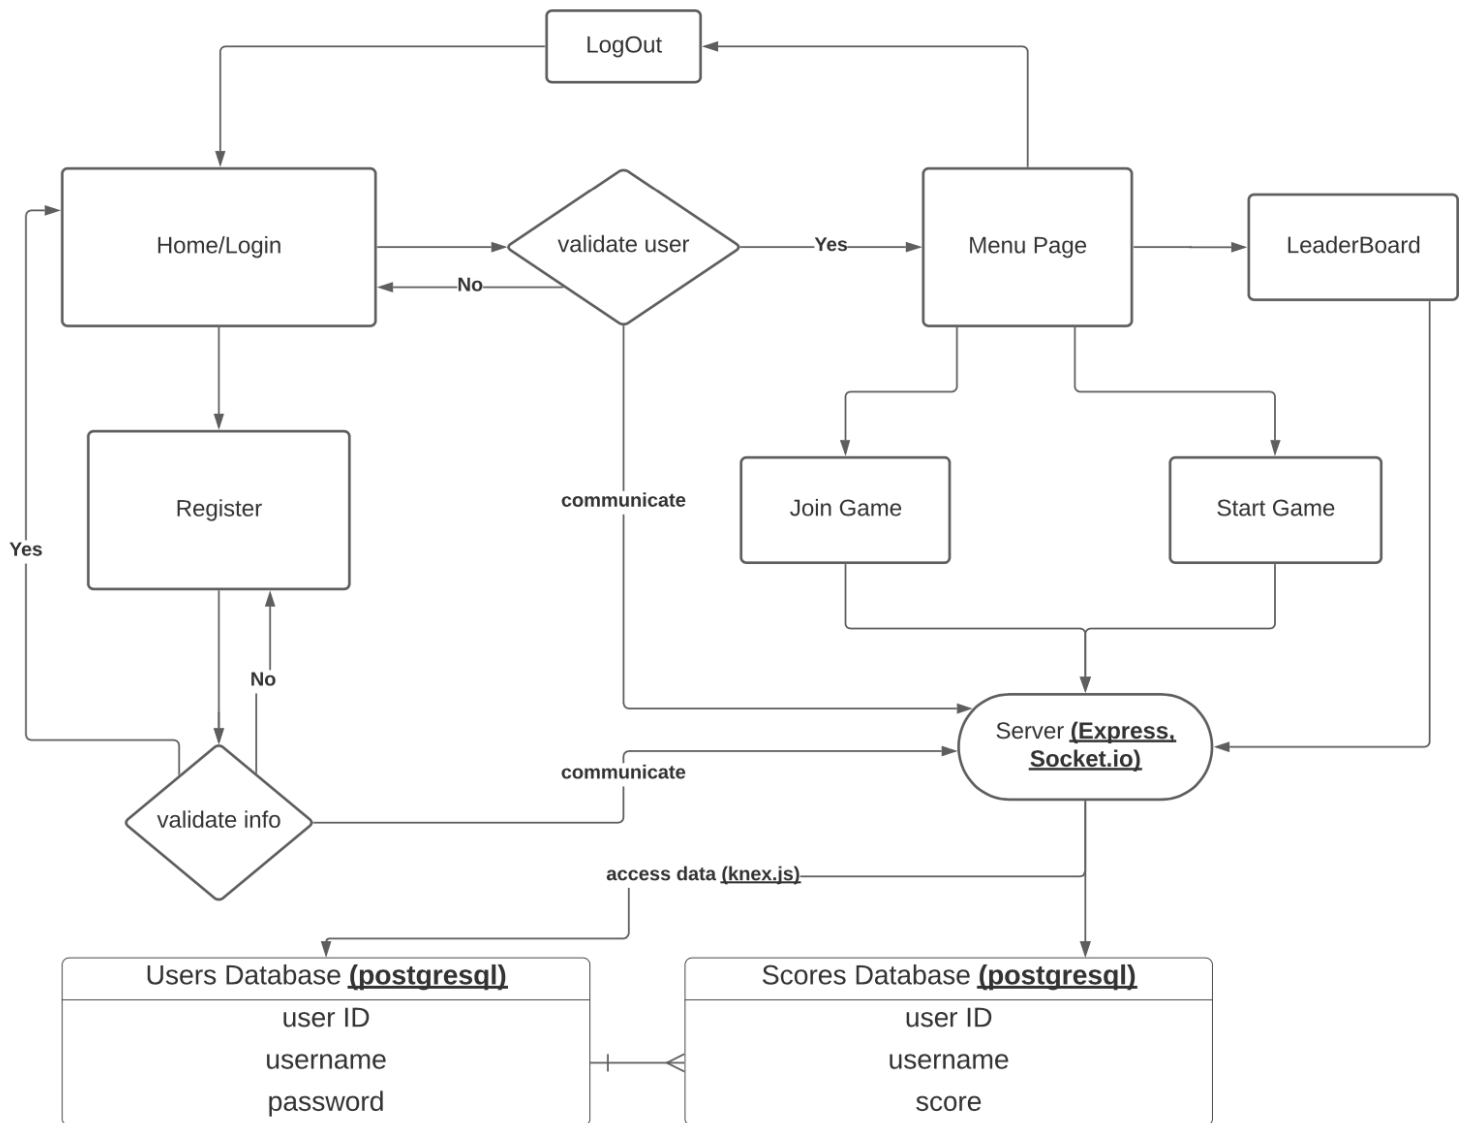 LogOut
Home/Login
validate user
Yes
Menu Page
LeaderBoard
No
Register
communicate
Join Game
Start Game
Yes
No
Server (Express,
Socket.io)
communicate
validate info
access data (knex.js)
Users Database (postgresql)
user ID
username
password
Scores Database (postgresql)
user ID
username
score